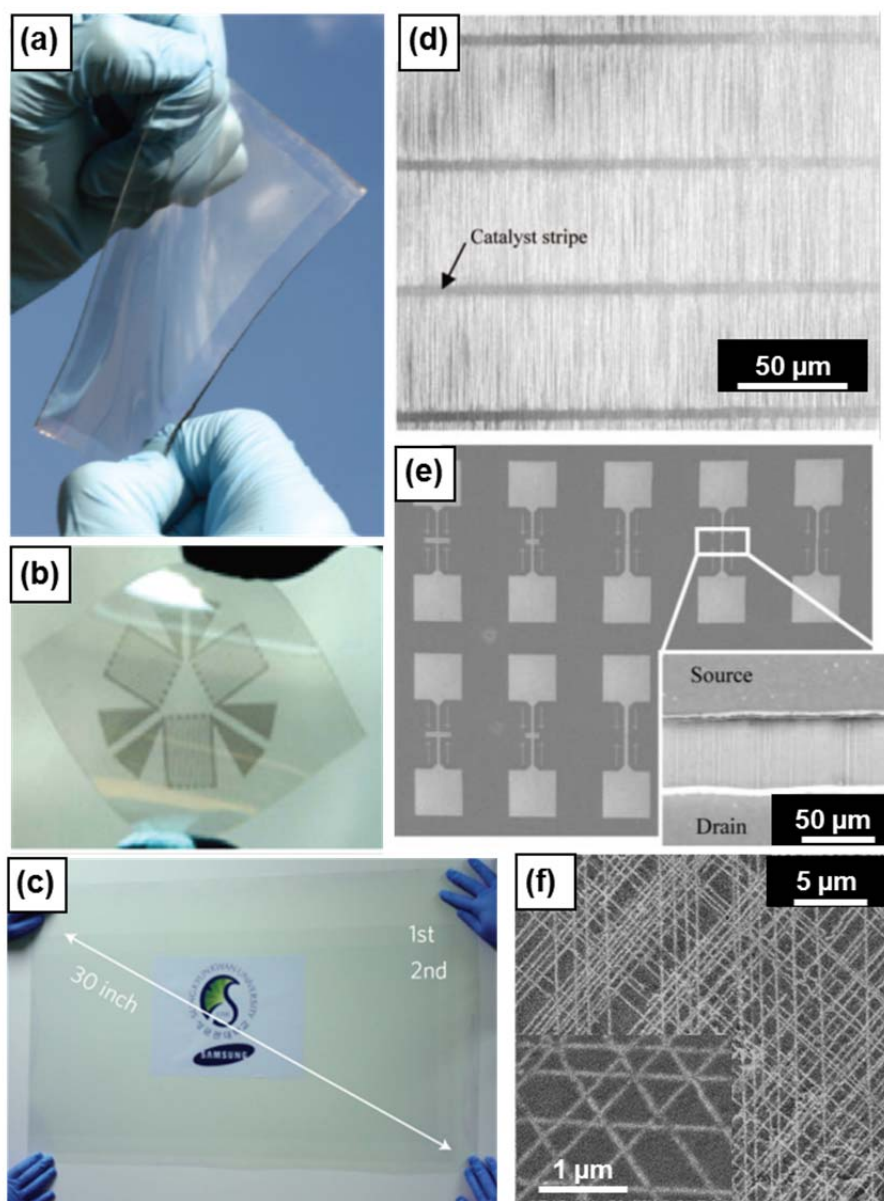 (a)
(b)
(c)
30 inch
1st
2nd
SAMSUNG
(d)
Catalyst stripe
50 µm
(e)
Source
Drain
50 µm
(f)
5 µm
1 µm